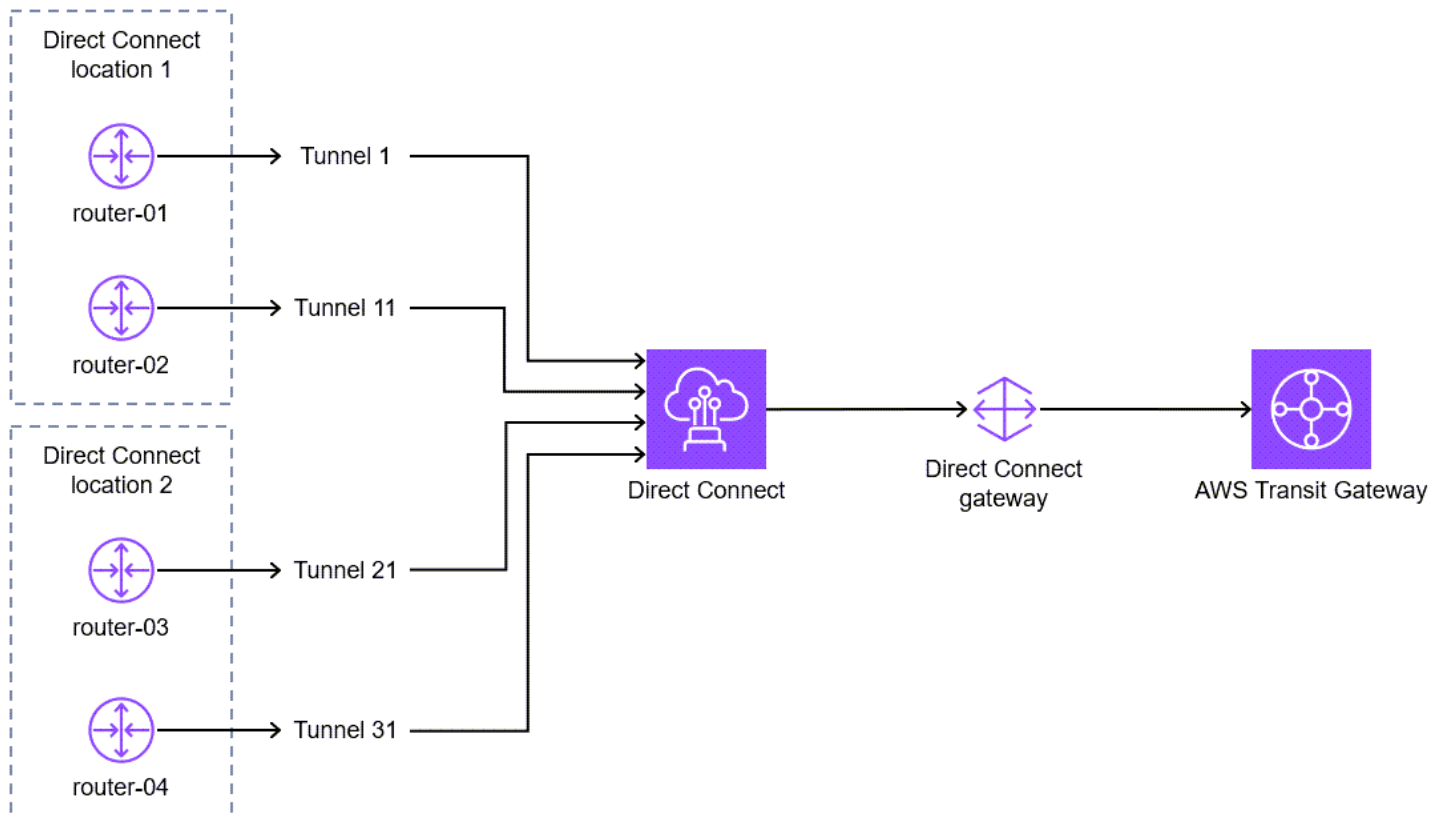 Direct Connect
location 1
router-01
Tunnel 1
router-02
Tunnel 11
Direct Connect
location 2
router-03
Tunnel 21
router-04
Tunnel 31
Direct Connect
Direct Connect
gateway
AWS Transit Gateway